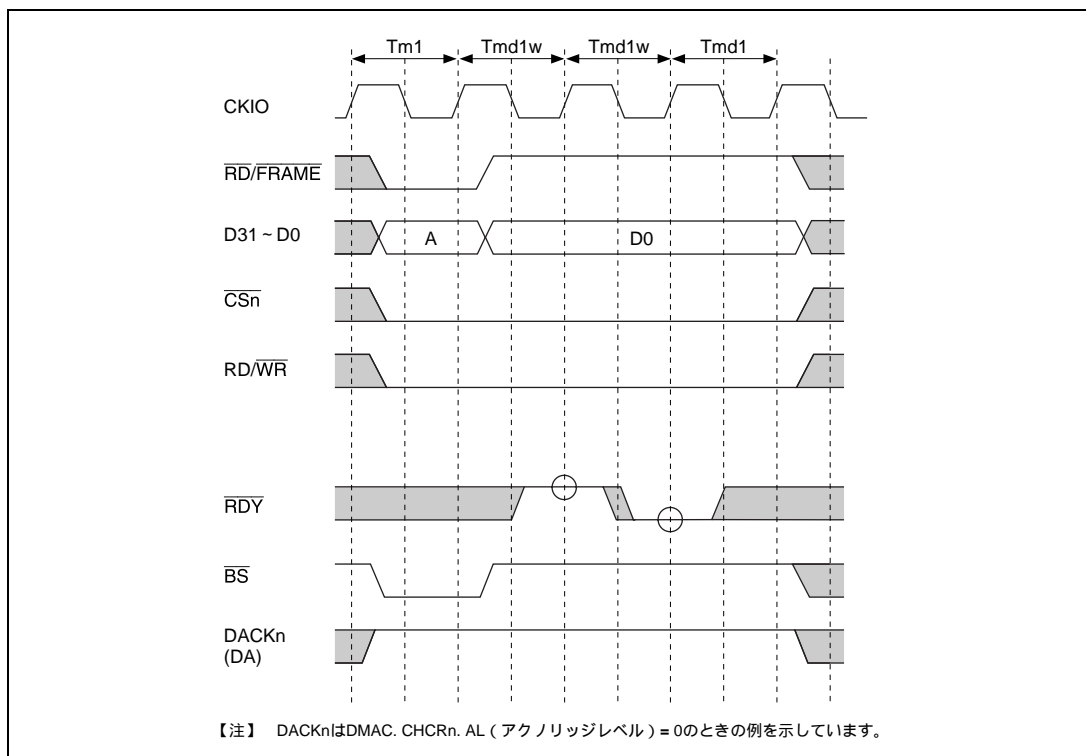 Tm1 Tmd1w Tmd1w Tmd1
CKIO
RD/FRAME
D31 ~ D0 A D0
CSn
RD/WR
RDY
BS
DACKn
(DA)
【注】 DACKnはDMAC. CHCRn. AL ( アクノリッジレベル ) = 0のときの例を示しています。